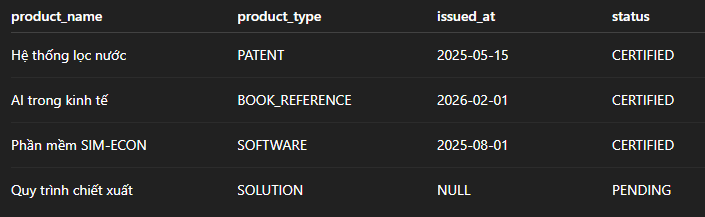 product_name product_type issued_at status
Hệ thống lọc nước PATENT 2025-05-15 CERTIFIED
AI trong kinh tế BOOK_REFERENCE 2026-02-01 CERTIFIED
Phần mềm SIM-ECON SOFTWARE 2025-08-01 CERTIFIED
Quy trình chiết xuất SOLUTION NULL PENDING